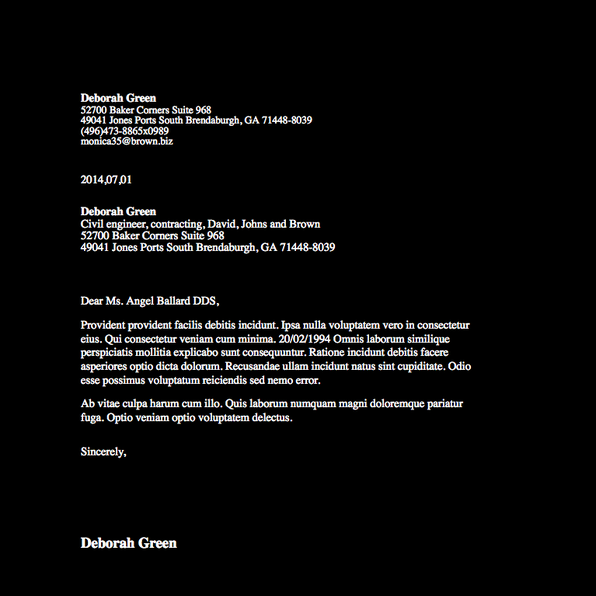 Deborah Green
52700 Baker Corners Suite 968
49041 Jones Ports South Brendaburgh, GA 71448-8039
(496)473-8865x0989
monica35@brown.biz
2014,07,01
Deborah Green
Civil engineer, contracting, David, Johns and Brown
52700 Baker Corners Suite 968
49041 Jones Ports South Brendaburgh, GA 71448-8039
Dear Ms. Angel Ballard DDS,
Provident provident facilis debitis incidunt. Ipsa nulla voluptatem vero in consectetur
eius. Qui consectetur veniam cum minima. 20/02/1994 Omnis laborum similique
perspiciatis mollitia explicabo sunt consequuntur. Ratione incidunt debitis facere
asperiores optio dicta dolorum. Recusandae ullam incidunt natus sint cupiditate. Odio
esse possimus voluptatum reiciendis sed nemo error.
Ab vitae culpa harum cum illo. Quis laborum numquam magni doloremque pariatur
fuga. Optio veniam optio voluptatem delectus.
Sincerely,
Deborah Green